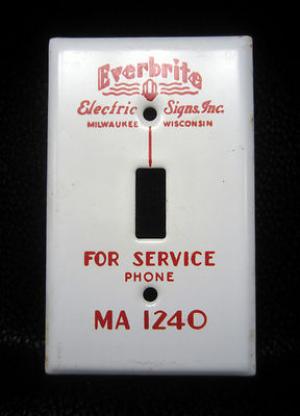 Everbrite
Electric Signs, Inc.
MILWAUKEE WISCONSIN
FOR SERVICE
PHONE
MA 1240